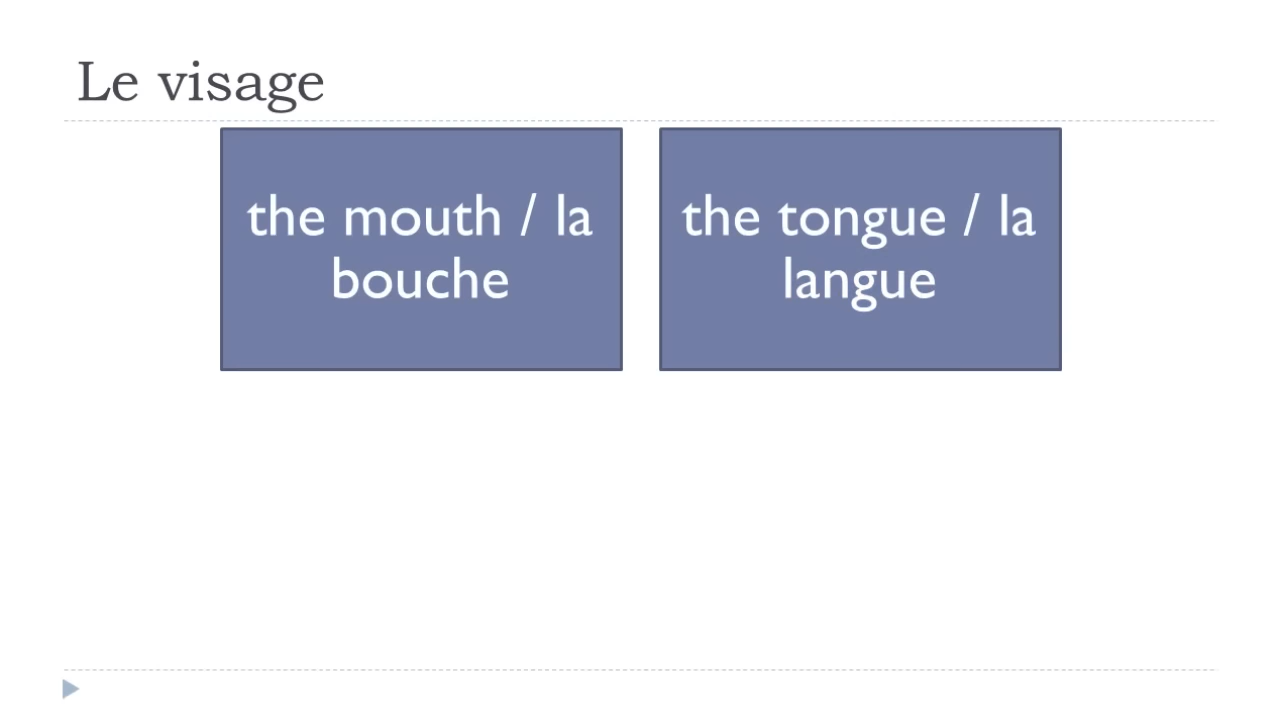 Le visage
the mouth / la
bouche
the tongue / la
langue